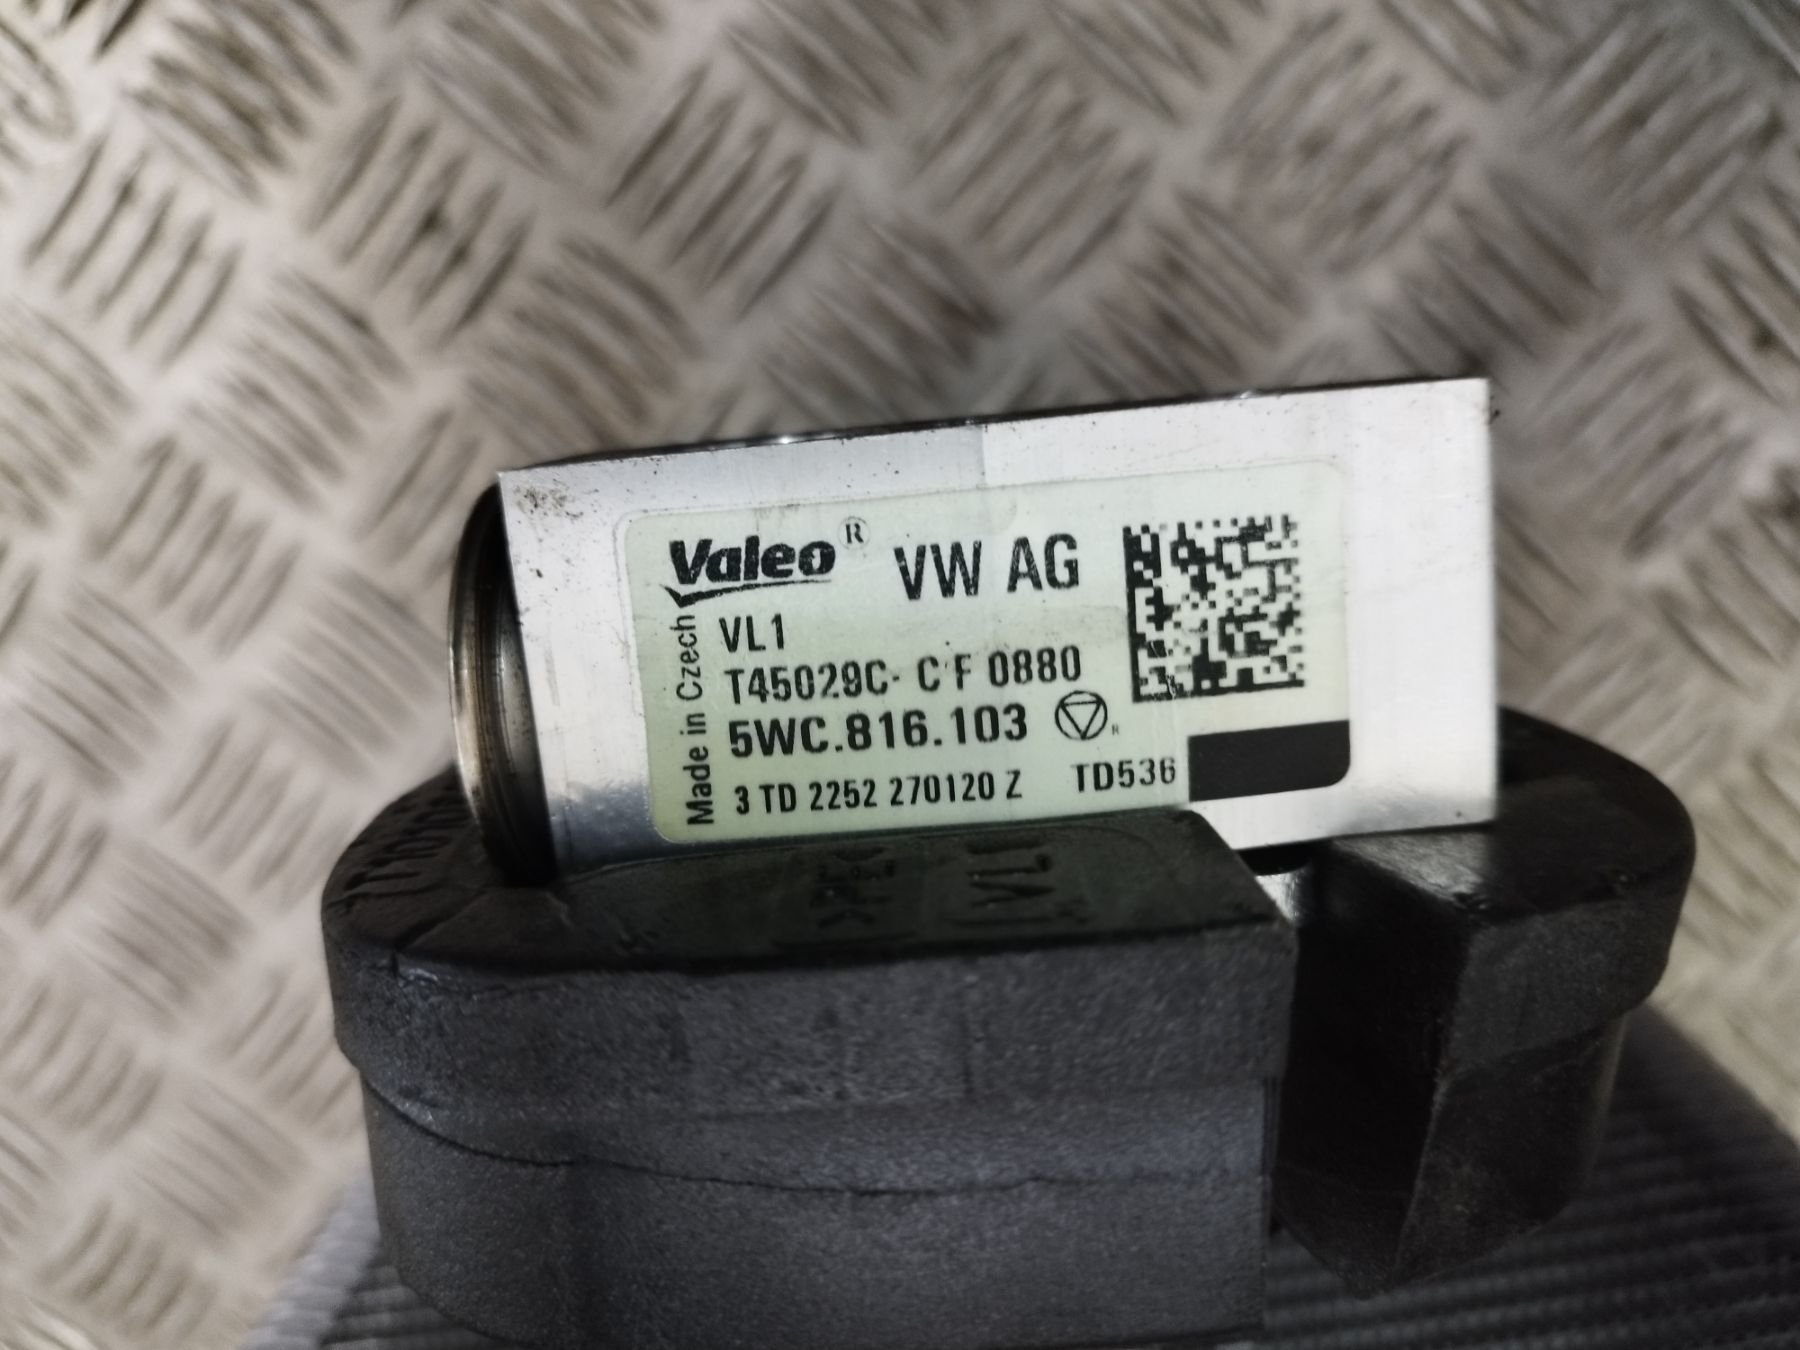 Valeo® VW AG
VL1
T45029C- C F 0880
5WC.816.103
3 TD 2252 270120 Z TD536
Made in Czech